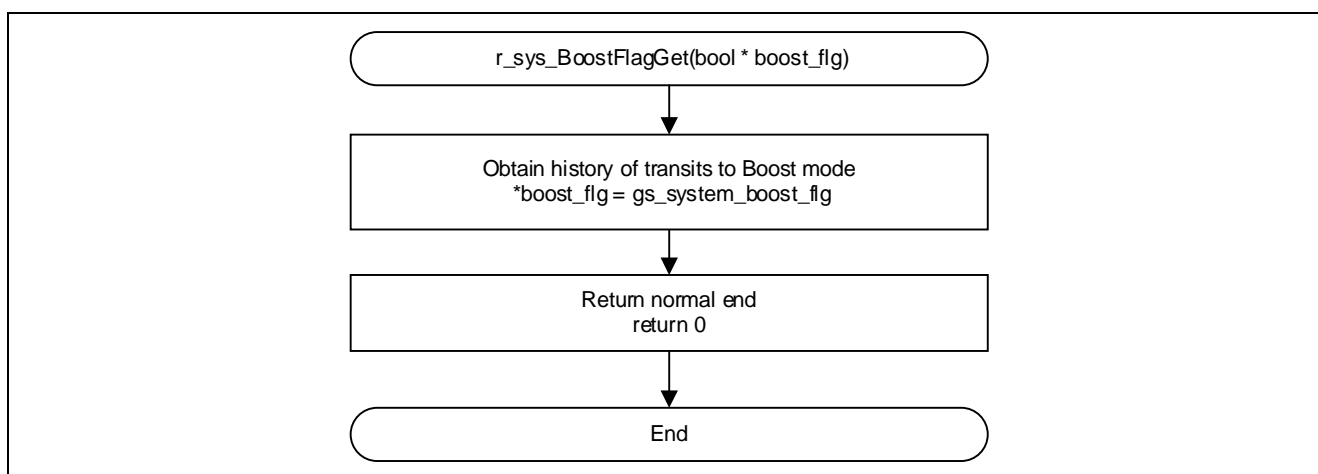 r_sys_BoostFlagGet(bool * boost_flg)
Obtain history of transits to Boost mode
*boost_flg = gs_system_boost_flg
Return normal end
return 0
End